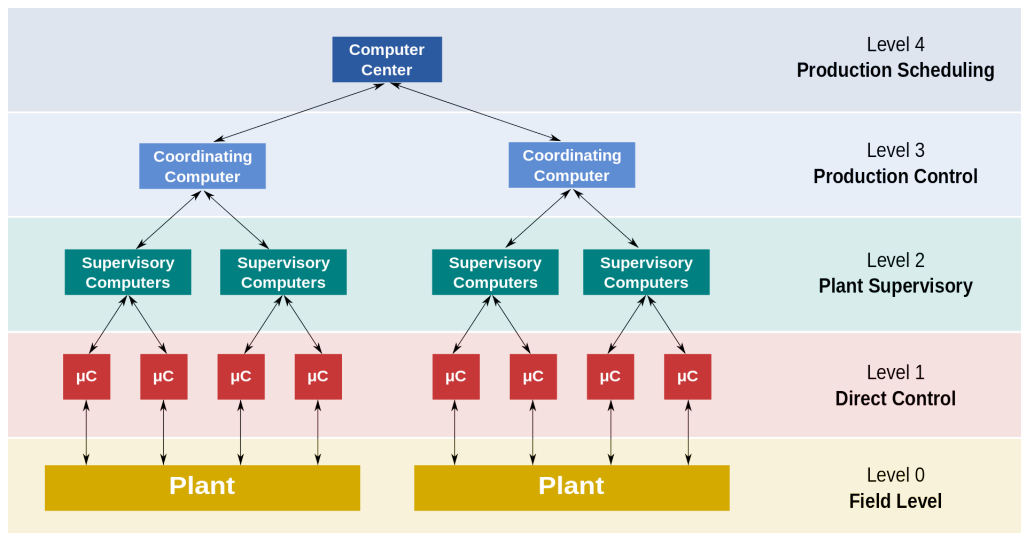 Computer
Center
Level 4
Production Scheduling
Coordinating
Computer
Coordinating
Computer
Level 3
Production Control
Supervisory
Computers
Supervisory
Computers
Supervisory
Computers
Supervisory
Computers
Level 2
Plant Supervisory
µC
µC
µC
µC
µC
µC
µC
µC
Level 1
Direct Control
Plant
Plant
Level 0
Field Level